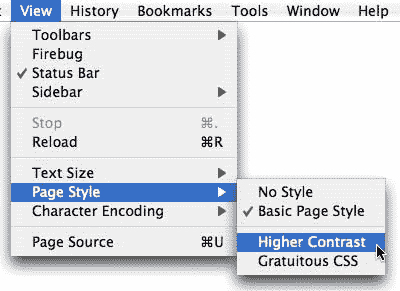 View History Bookmarks Tools Window Help
Toolbars
Firebug
✓ Status Bar
Sidebar
Stop ⌘.
Reload ⌘R
Text Size
Page Style
Character Encoding
Page Source ⌘U
No Style
✓ Basic Page Style
Higher Contrast
Gratuitous CSS